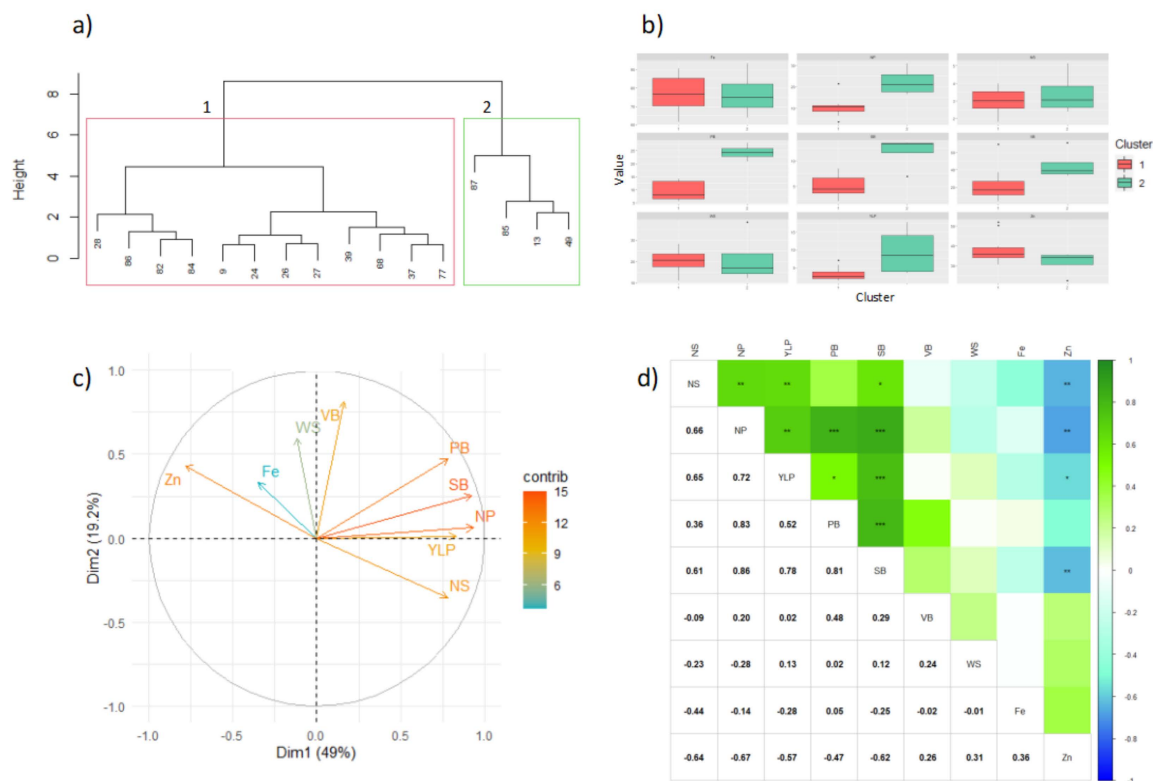 a)
b)
1
2
Height
8
6
4
2
0
28
86
82
84
9
24
26
27
39
68
37
77
87
85
13
49
Value
Cluster
Cluster
1
2
c)
1.0
0.5
0.0
-0.5
-1.0
Dim2 (19.2%)
VB
WS
PB
Fe
Zn
SB
NP
YLP
NS
-1.0
-0.5
0.0
0.5
1.0
Dim1 (49%)
contrib
15
12
9
6
d)
NS NP YLP PB SB VB WS Fe Zn
NS ** ** * **
0.66 NP ** *** *** **
0.65 0.72 YLP * *** *
0.36 0.83 0.52 PB ***
0.61 0.86 0.78 0.81 SB **
-0.09 0.20 0.02 0.48 0.29 VB
-0.23 -0.28 0.13 0.02 0.12 0.24 WS
-0.44 -0.14 -0.28 0.05 -0.25 -0.02 -0.01 Fe
-0.64 -0.67 -0.57 -0.47 -0.62 0.26 0.31 0.36 Zn
1
0.8
0.6
0.4
0.2
0
-0.2
-0.4
-0.6
-0.8
-1